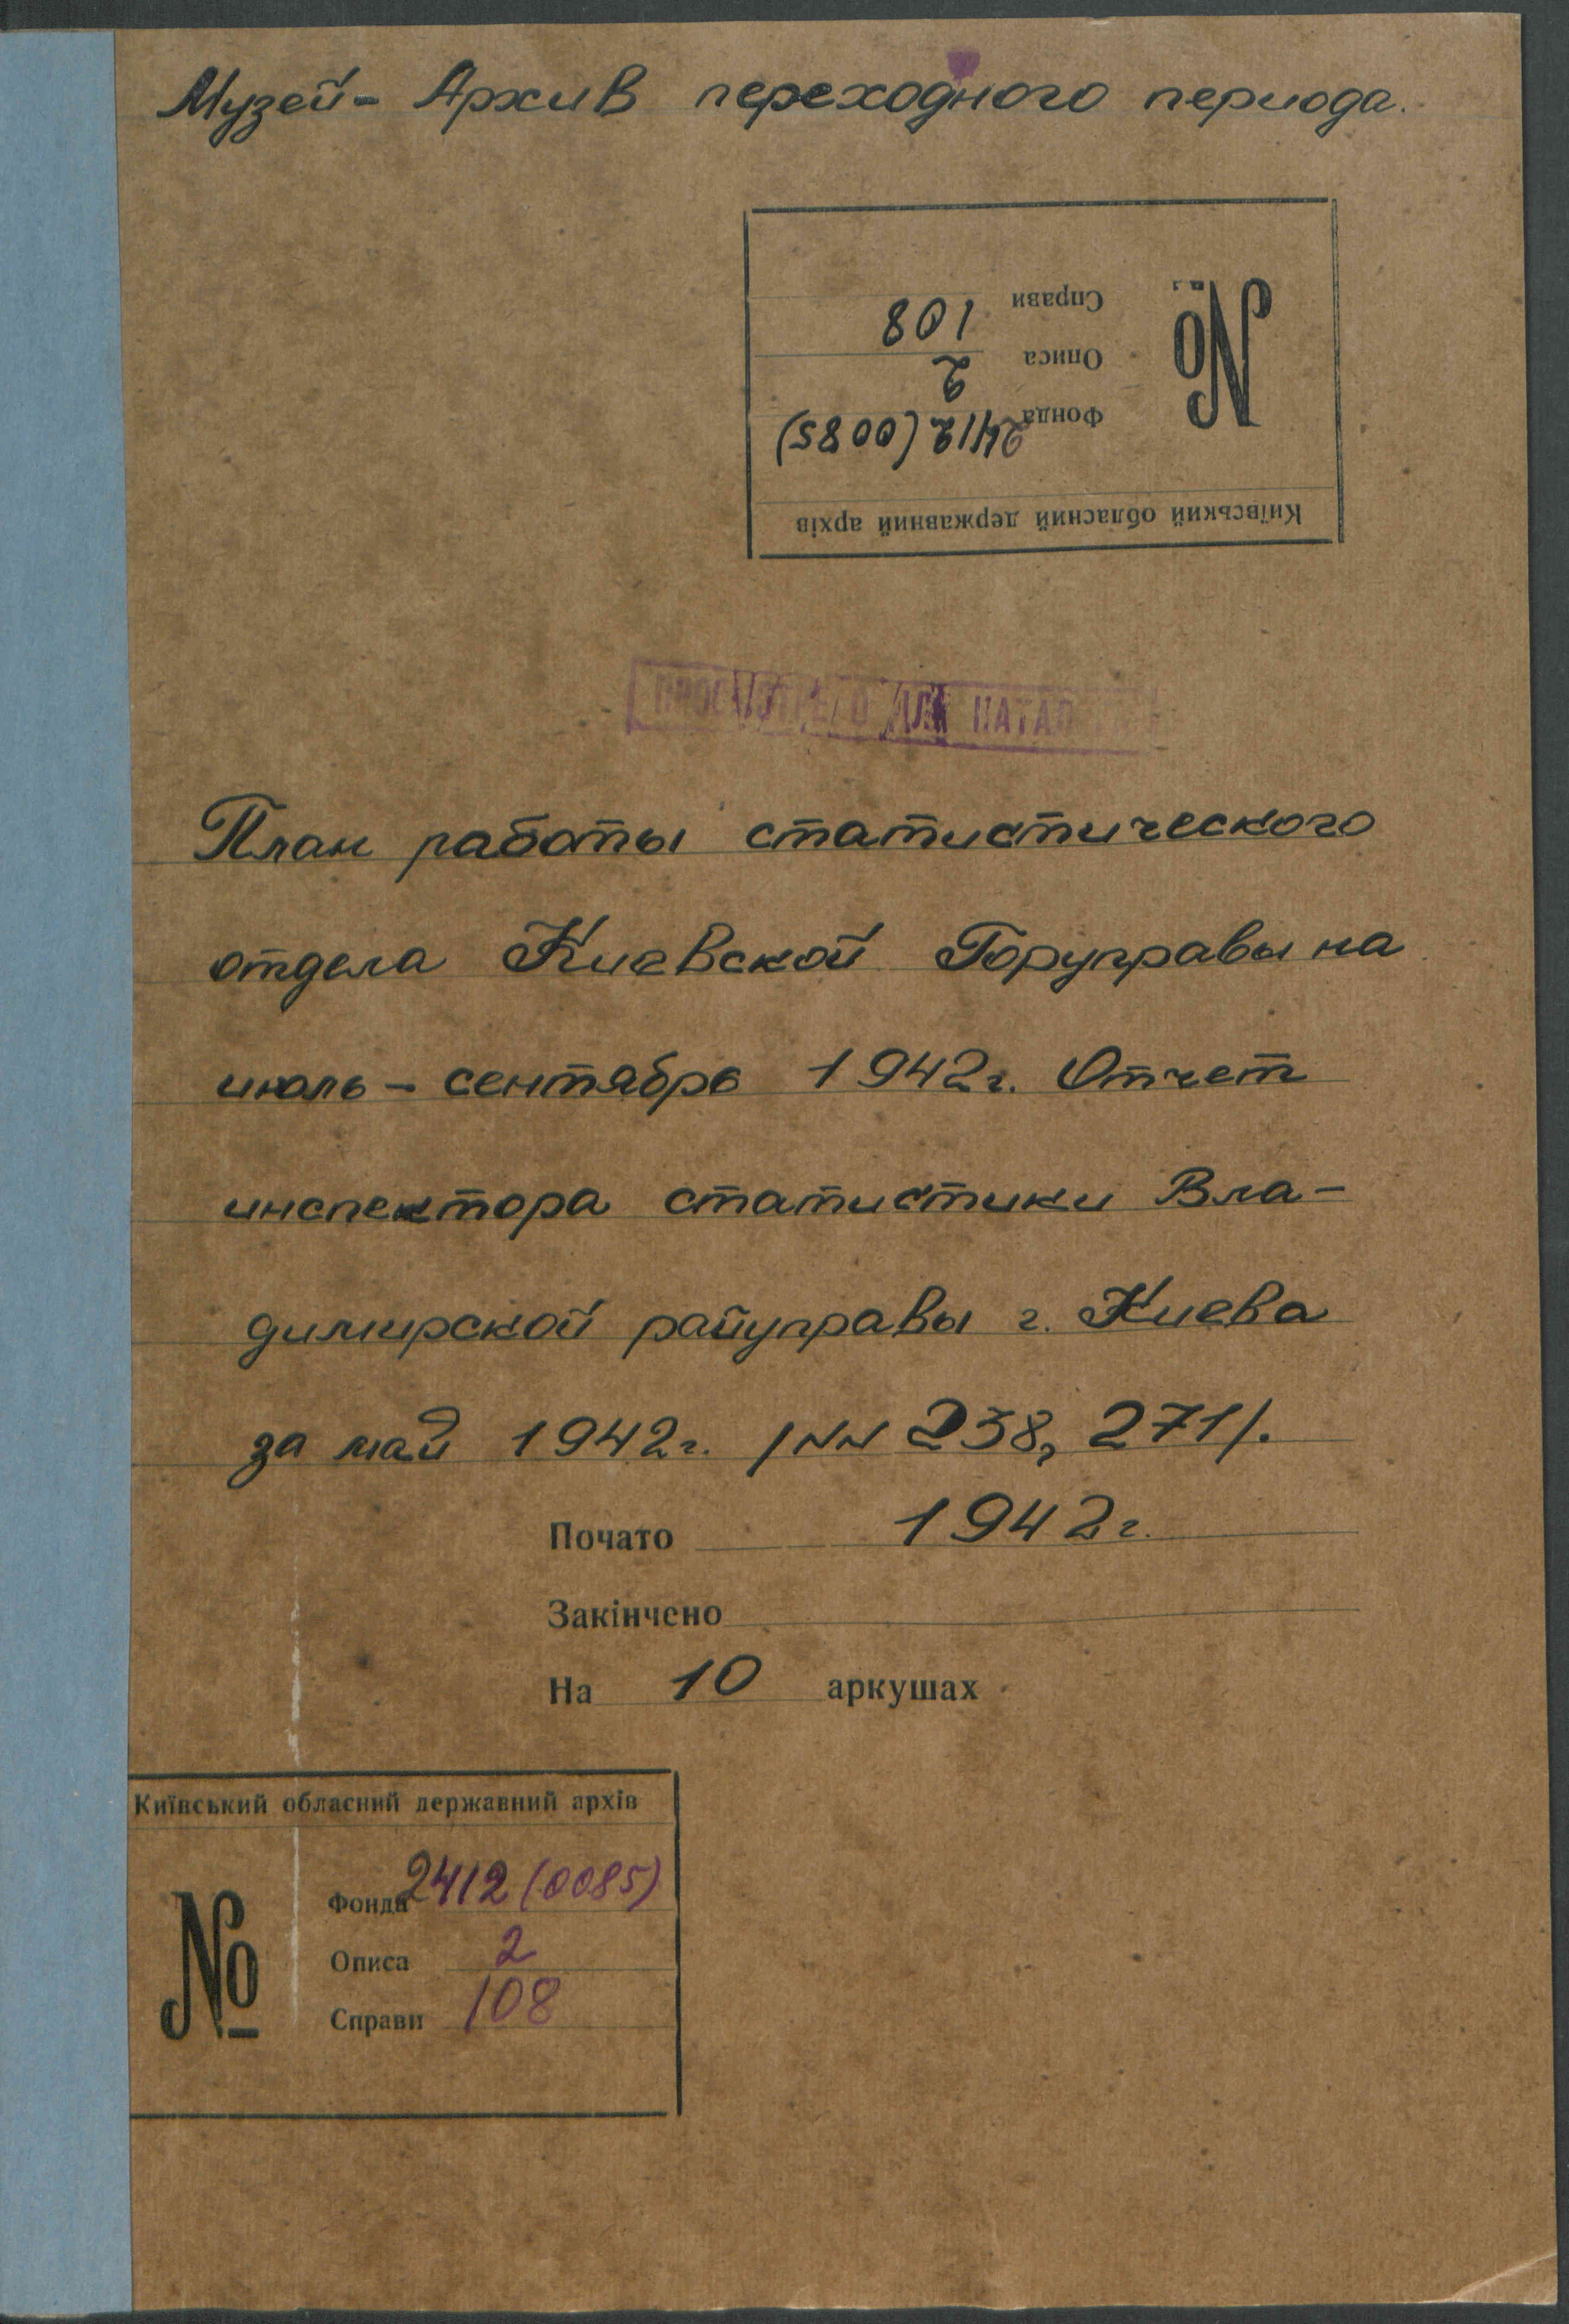 Музей-Архив переходного периода.
Київський обласний державний архів
№
Фонда 2412 (0085)
Описа 2
Справи 108
План работы статистического
отдела Киевской Горуправы на
июль - сентябрь 1942г. Отчет
инспектора статистики Вла-
димирской райуправы г. Киева
за май 1942г. /NN 238, 271/.
Почато 1942г.
Закінчено
На 10 аркушах
Київський обласний державний архів
№
Фонда 2412 (0085)
Описа 2
Справи 108